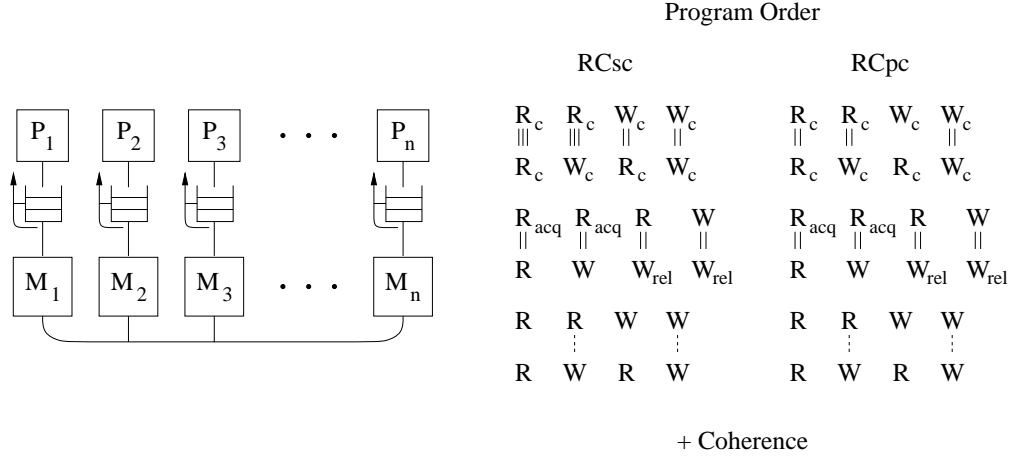 Program Order
RCsc RCpc
P1 P2 P3 . . . Pn
Rc Rc Wc Wc Rc Rc Wc Wc
Rc Wc Rc Wc Rc Wc Rc Wc
Racq Racq R W Racq Racq R W
R W Wrel Wrel R W Wrel Wrel
M1 M2 M3 . . . Mn
R R W W R R W W
R W R W R W R W
+ Coherence